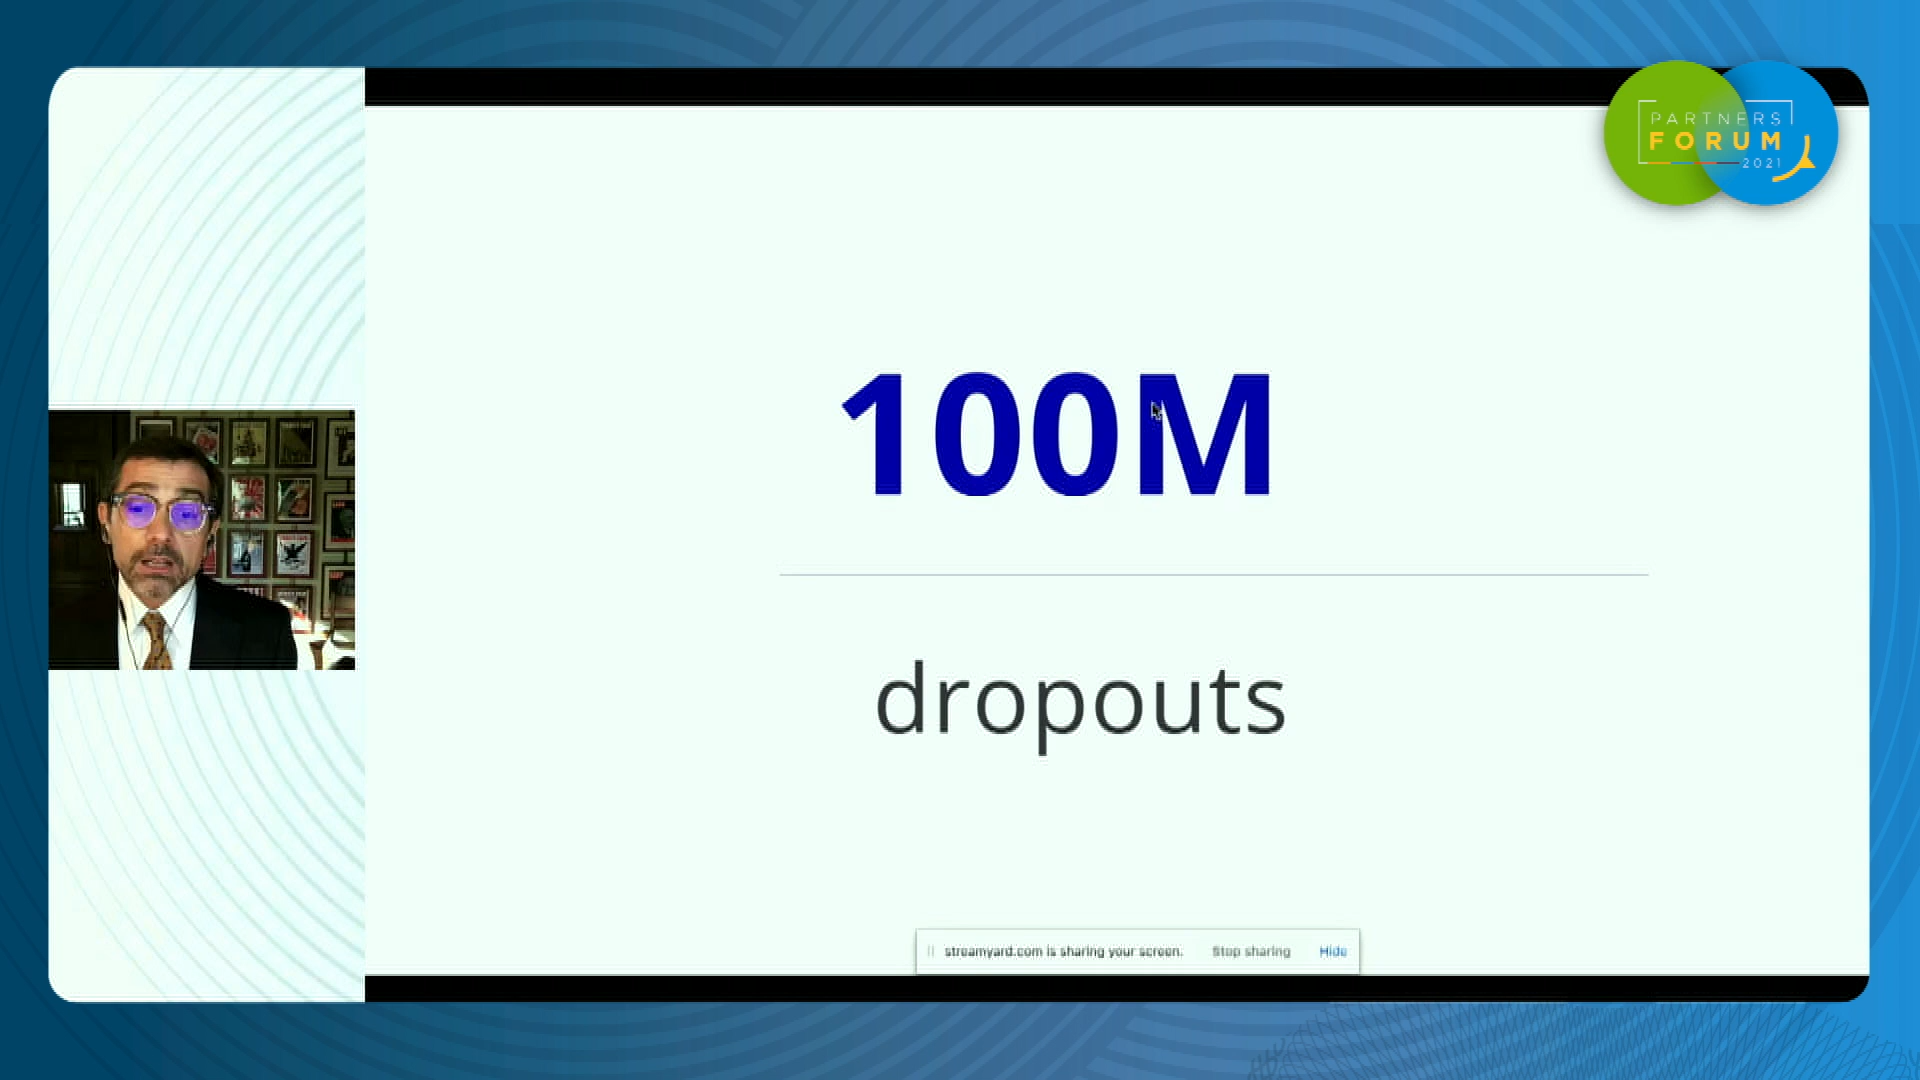 PARTNERS
FORUM
2021
100M
dropouts
streamyard.com is sharing your screen. Stop sharing Hide